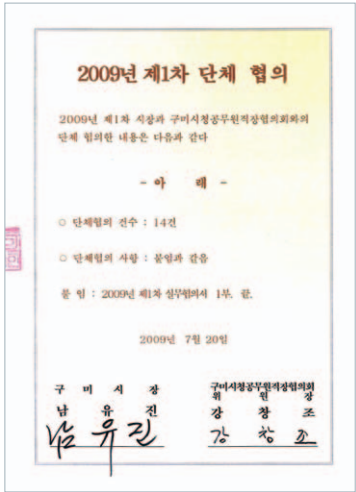 2009년 제1차 단체 협의
2009년 제1차 시장과 구미시청공무원직장협의회와의
단체 협의한 내용은 다음과 같다
- 아 래 -
○ 단체협의 건수 : 14건
○ 단체협의 사항 : 붙임과 같음
붙 임 : 2009년 제1차 실무협의서 1부. 끝.
2009년 7월 20일
구 미 시 장
남 유 진
남 유 진
구미시청공무원직장협의회
위 원 장
강 창 조
강 창 조